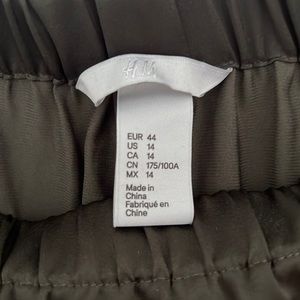 H&M
EUR 44
US 14
CA 14
CN 175/100A
MX 14
Made in
China
Fabriqué en
Chine